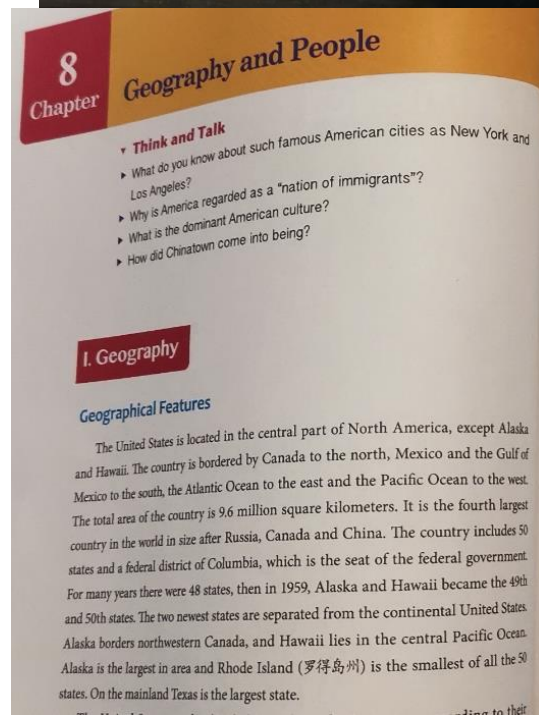 8
Chapter
Geography and People
Think and Talk
What do you know about such famous American cities as New York and
Los Angeles?
Why is America regarded as a "nation of immigrants"?
What is the dominant American culture?
How did Chinatown come into being?
I. Geography
Geographical Features
The United States is located in the central part of North America, except Alaska
and Hawaii. The country is bordered by Canada to the north, Mexico and the Gulf of
Mexico to the south, the Atlantic Ocean to the east and the Pacific Ocean to the west.
The total area of the country is 9.6 million square kilometers. It is the fourth largest
country in the world in size after Russia, Canada and China. The country includes 50
states and a federal district of Columbia, which is the seat of the federal government.
For many years there were 48 states, then in 1959, Alaska and Hawaii became the 49th
and 50th states. The two newest states are separated from the continental United States.
Alaska borders northwestern Canada, and Hawaii lies in the central Pacific Ocean.
Alaska is the largest in area and Rhode Island (罗得岛州) is the smallest of all the 50
states. On the mainland Texas is the largest state.
to their